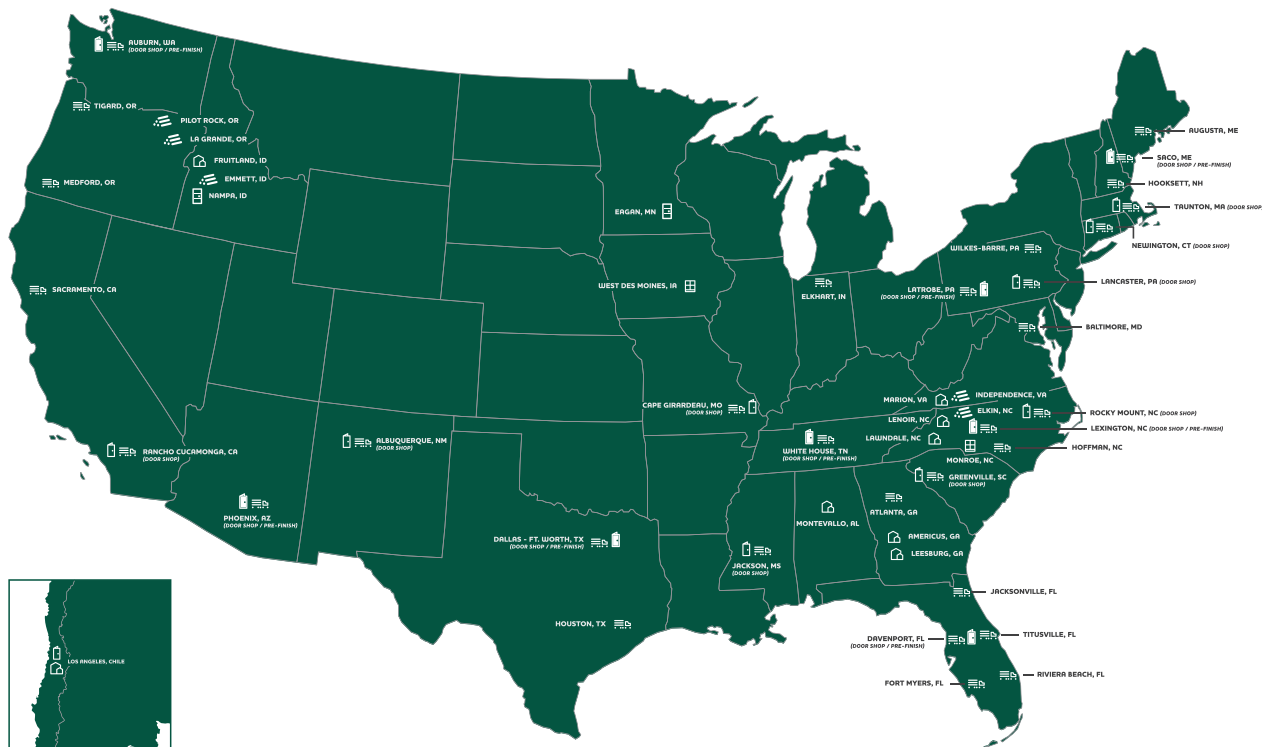 AUBURN, WA
(DOOR SHOP / PRE-FINISH)
TIGARD, OR
PILOT ROCK, OR
LA GRANDE, OR
FRUITLAND, ID
EMMETT, ID
MEDFORD, OR
NAMPA, ID
SACRAMENTO, CA
RANCHO CUCAMONGA, CA
(DOOR SHOP)
PHOENIX, AZ
(DOOR SHOP / PRE-FINISH)
ALBUQUERQUE, NM
(DOOR SHOP)
EAGAN, MN
WEST DES MOINES, IA
CAPE GIRARDEAU, MO
(DOOR SHOP)
DALLAS - FT. WORTH, TX
(DOOR SHOP / PRE-FINISH)
HOUSTON, TX
JACKSON, MS
(DOOR SHOP)
ELKHART, IN
WHITE HOUSE, TN
(DOOR SHOP / PRE-FINISH)
MONTEVALLO, AL
ATLANTA, GA
AMERICUS, GA
LEESBURG, GA
AUGUSTA, ME
SACO, ME
(DOOR SHOP / PRE-FINISH)
HOOKSETT, NH
TAUNTON, MA (DOOR SHOP
NEWINGTON, CT (DOOR SHOP)
WILKES-BARRE, PA
LATROBE, PA
(DOOR SHOP / PRE-FINISH)
LANCASTER, PA (DOOR SHOP)
BALTIMORE, MD
MARION, VA
INDEPENDENCE, VA
LENOIR, NC
ELKIN, NC
ROCKY MOUNT, NC (DOOR SHOP)
LEXINGTON, NC (DOOR SHOP / PRE-FINISH)
LAWNDALE, NC
HOFFMAN, NC
MONROE, NC
GREENVILLE, SC
(DOOR SHOP)
JACKSONVILLE, FL
DAVENPORT, FL
(DOOR SHOP / PRE-FINISH)
TITUSVILLE, FL
RIVIERA BEACH, FL
FORT MYERS, FL
LOS ANGELES, CHILE